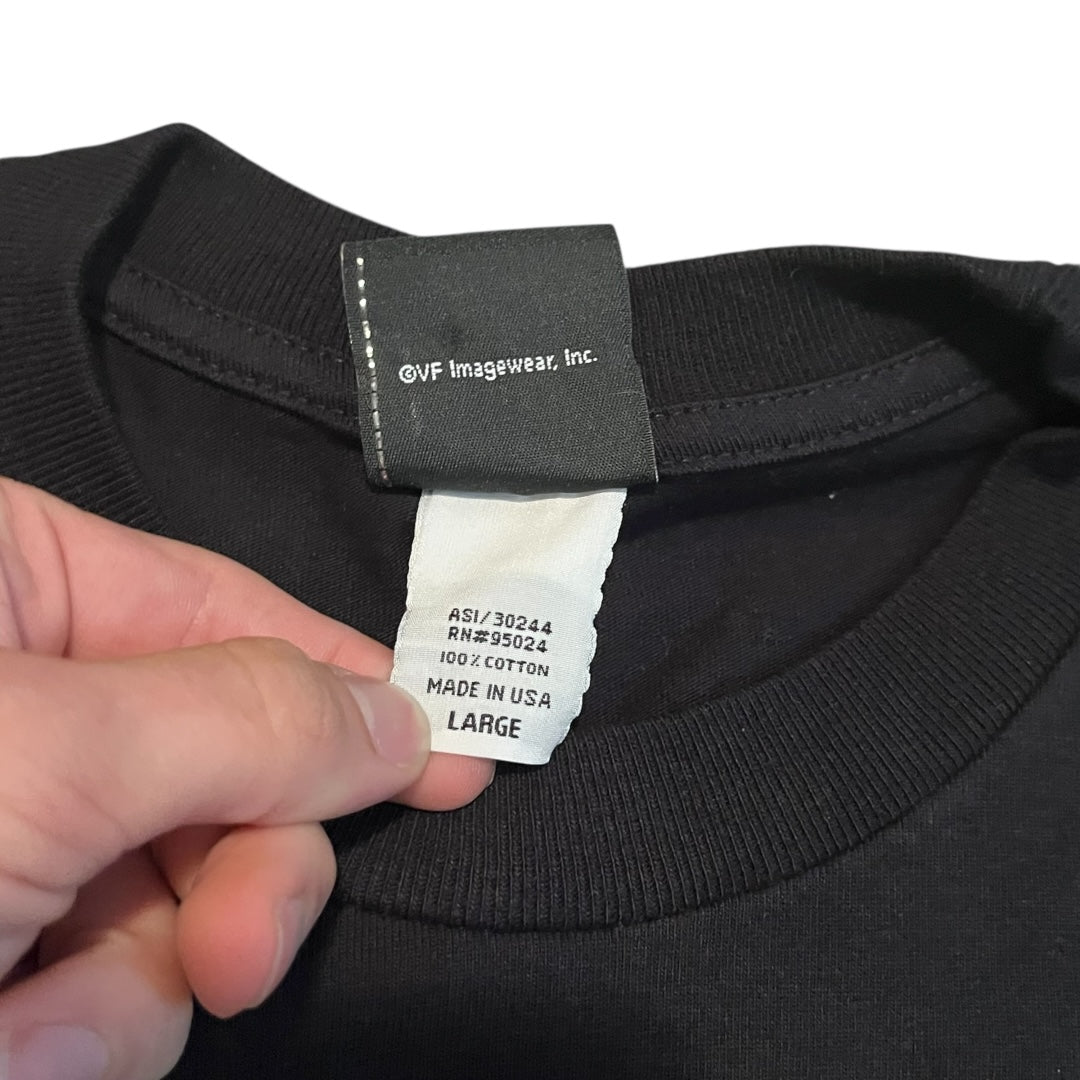 ©VF Imagewear, Inc.
ASI/30244
RN#95024
100% COTTON
MADE IN USA
LARGE